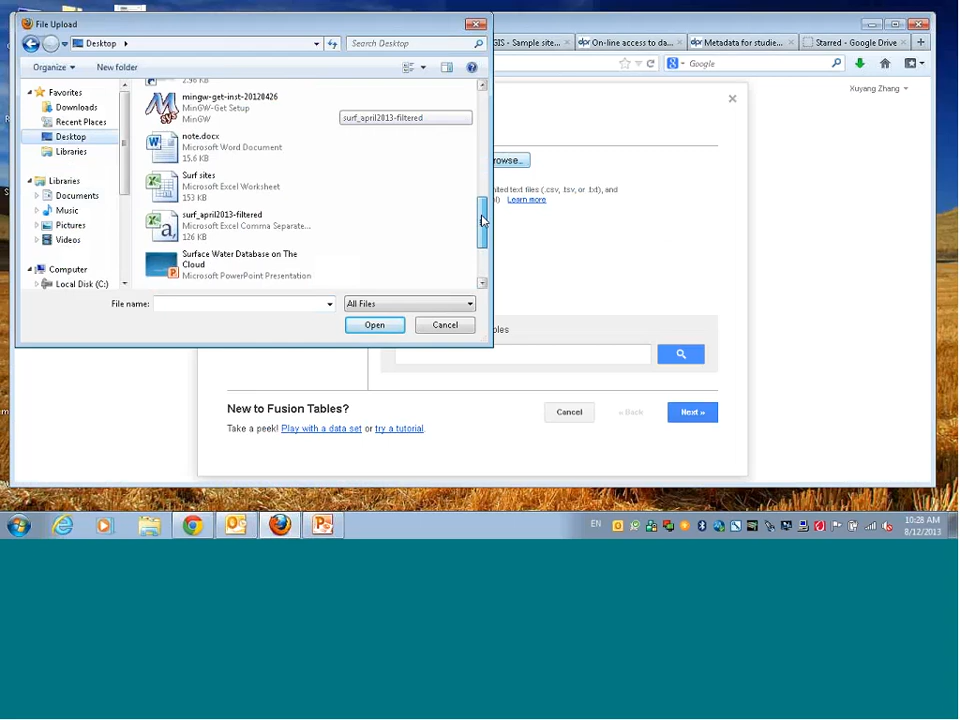 File Upload
Desktop
Search Desktop
Organize
New folder
GIS - Sample site...
On-line access to da...
Metadata for studie...
Starred - Google Drive
Google
Xuyang Zhang
Favorites
Downloads
Recent Places
Desktop
Libraries
Libraries
Documents
Music
Pictures
Videos
Computer
Local Disk (C:)
2.98 KB
mingw-get-inst-20120426
MinGW-Get Setup
MinGW
surf_april2013-filtered
note.docx
Microsoft Word Document
15.6 KB
Surf sites
Microsoft Excel Worksheet
153 KB
surf_april2013-filtered
Microsoft Excel Comma Separate...
126 KB
Surface Water Database on The
Cloud
Microsoft PowerPoint Presentation
File name:
All Files
Open
Cancel
rowse...
nted text files (.csv, .tsv, or .txt), and
Learn more
bles
New to Fusion Tables?
Take a peek! Play with a data set or try a tutorial.
Cancel
« Back
Next »
EN
10:28 AM
8/12/2013